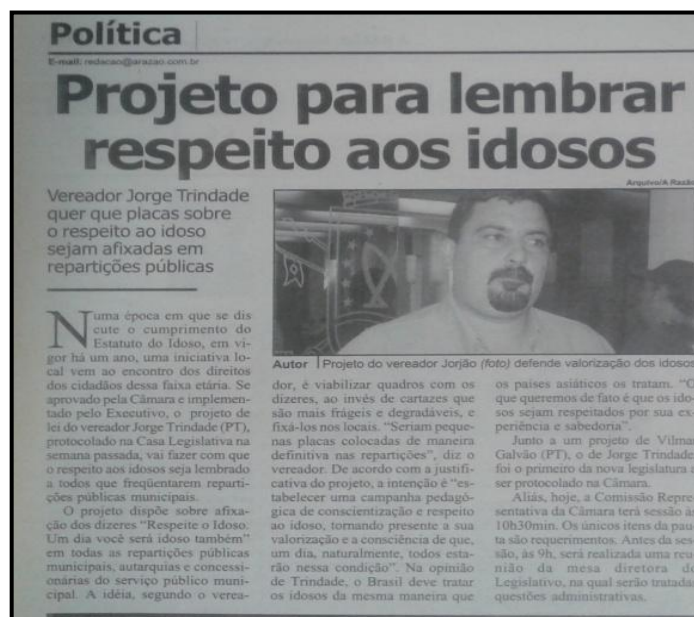 Política
E-mail: redacao@arazao.com.br
Projeto para lembrar
respeito aos idosos
Arquivo/A Razão
Vereador Jorge Trindade
quer que placas sobre
o respeito ao idoso
sejam afixadas em
repartições públicas
Autor | Projeto do vereador Jorjão (foto) defende valorização dos idosos
Numa época em que se dis
cute o cumprimento do
Estatuto do Idoso, em vi
gor há um ano, uma iniciativa lo-
cal vem ao encontro dos direitos
dos cidadãos dessa faixa etária. Se
aprovado pela Câmara e implemen-
tado pelo Executivo, o projeto de
lei do vereador Jorge Trindade (PT),
protocolado na Casa Legislativa na
semana passada, vai fazer com que
o respeito aos idosos seja lembrado
a todos que freqüentarem reparti-
ções públicas municipais.
O projeto dispõe sobre afixa-
ção dos dizeres "Respeite o Idoso.
Um dia você será idoso também"
em todas as repartições públicas
municipais, autarquias e concessi-
onárias do serviço público muni-
cipal. A idéia, segundo o verea-
dor, é viabilizar quadros com os
dizeres, ao invés de cartazes que
são mais frágeis e degradáveis, e
fixá-los nos locais. "Seriam peque-
nas placas colocadas de maneira
definitiva nas repartições", diz o
vereador. De acordo com a justifi-
cativa do projeto, a intenção é "es-
tabelecer uma campanha pedagó-
gica de conscientização e respeito
ao idoso, tornando presente a sua
valorização e a consciência de que,
um dia, naturalmente, todos esta-
rão nessa condição". Na opinião
de Trindade, o Brasil deve tratar
os idosos da mesma maneira que
os países asiáticos os tratam. "O
que queremos de fato é que os ido-
sos sejam respeitados por sua ex-
periência e sabedoria".
Junto a um projeto de Vilmar
Galvão (PT), o de Jorge Trindade
foi o primeiro da nova legislatura a
ser protocolado na Câmara.
Aliás, hoje, a Comissão Repre-
sentativa da Câmara terá sessão às
10h30min. Os únicos itens da pau-
ta são requerimentos. Antes da ses-
são, às 9h, será realizada uma reu-
nião da mesa diretora do
Legislativo, na qual serão tratadas
questões administrativas.